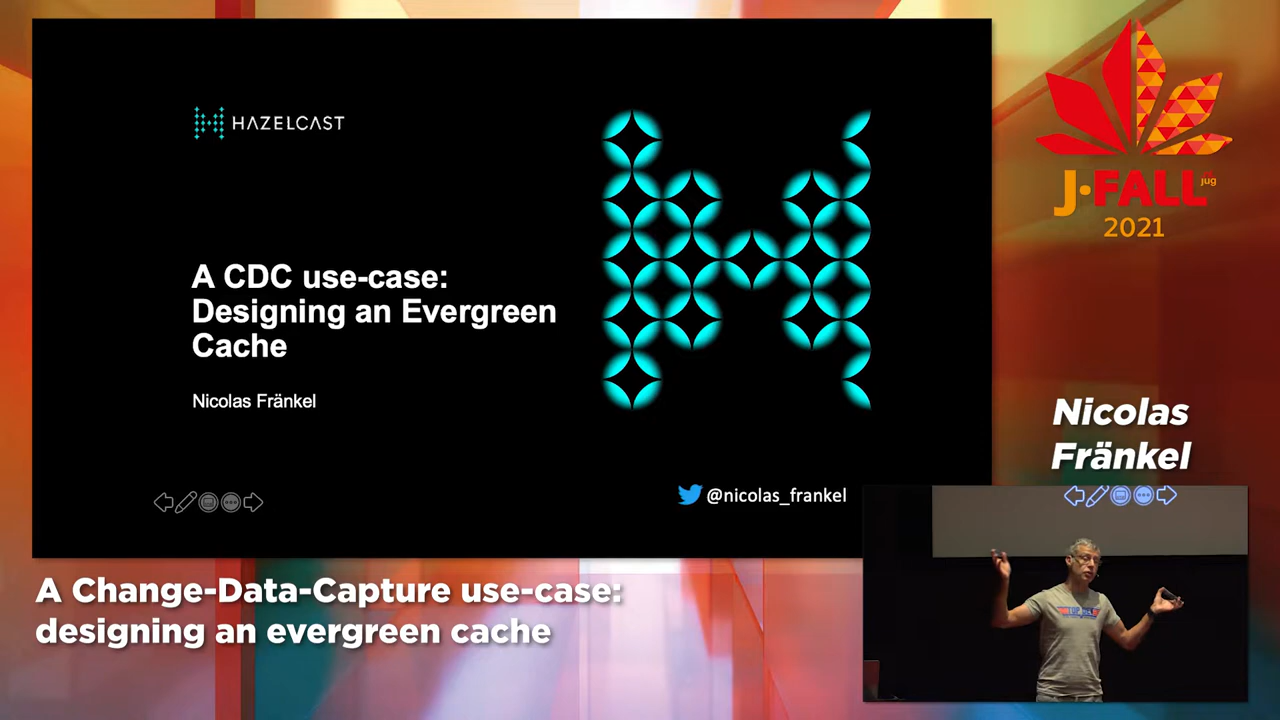 HAZELCAST
A CDC use-case:
Designing an Evergreen
Cache
Nicolas Fränkel
@nicolas_frankel
J-FALL
jug
2021
Nicolas
Fränkel
A Change-Data-Capture use-case:
designing an evergreen cache